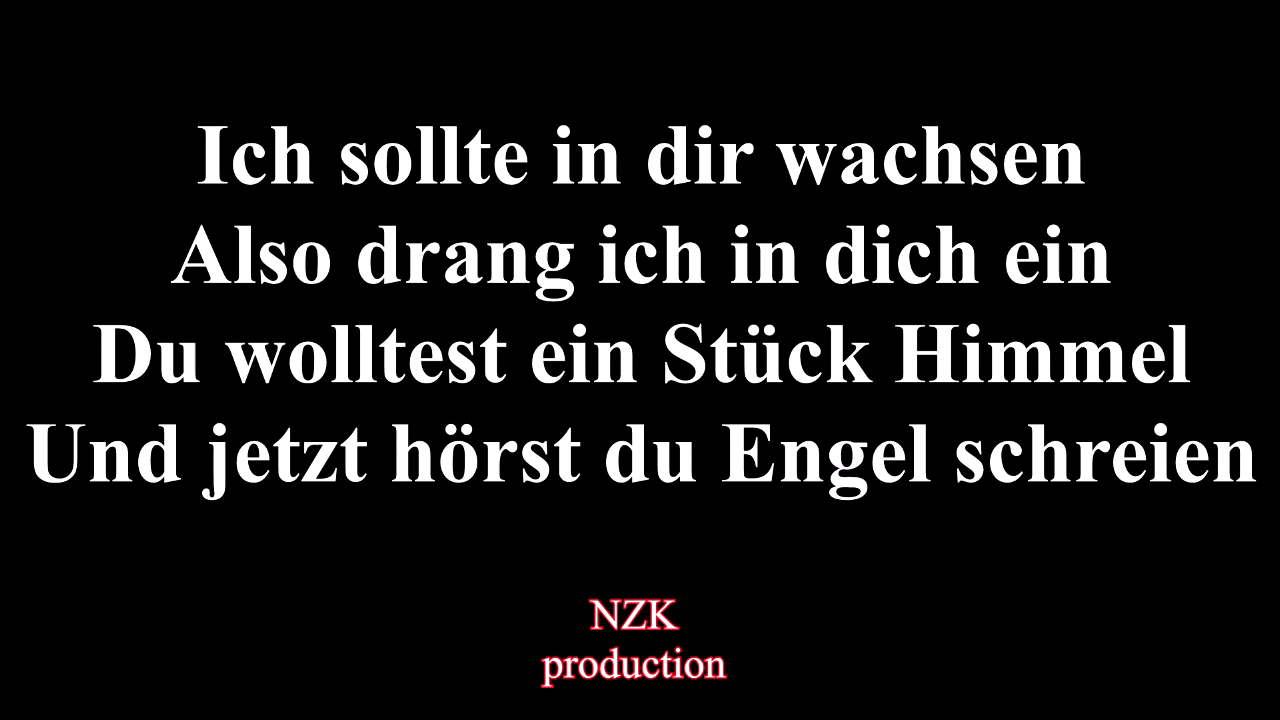 Ich sollte in dir wachsen
Also drang ich in dich ein
Du wolltest ein Stück Himmel
Und jetzt hörst du Engel schreien
NZK
production